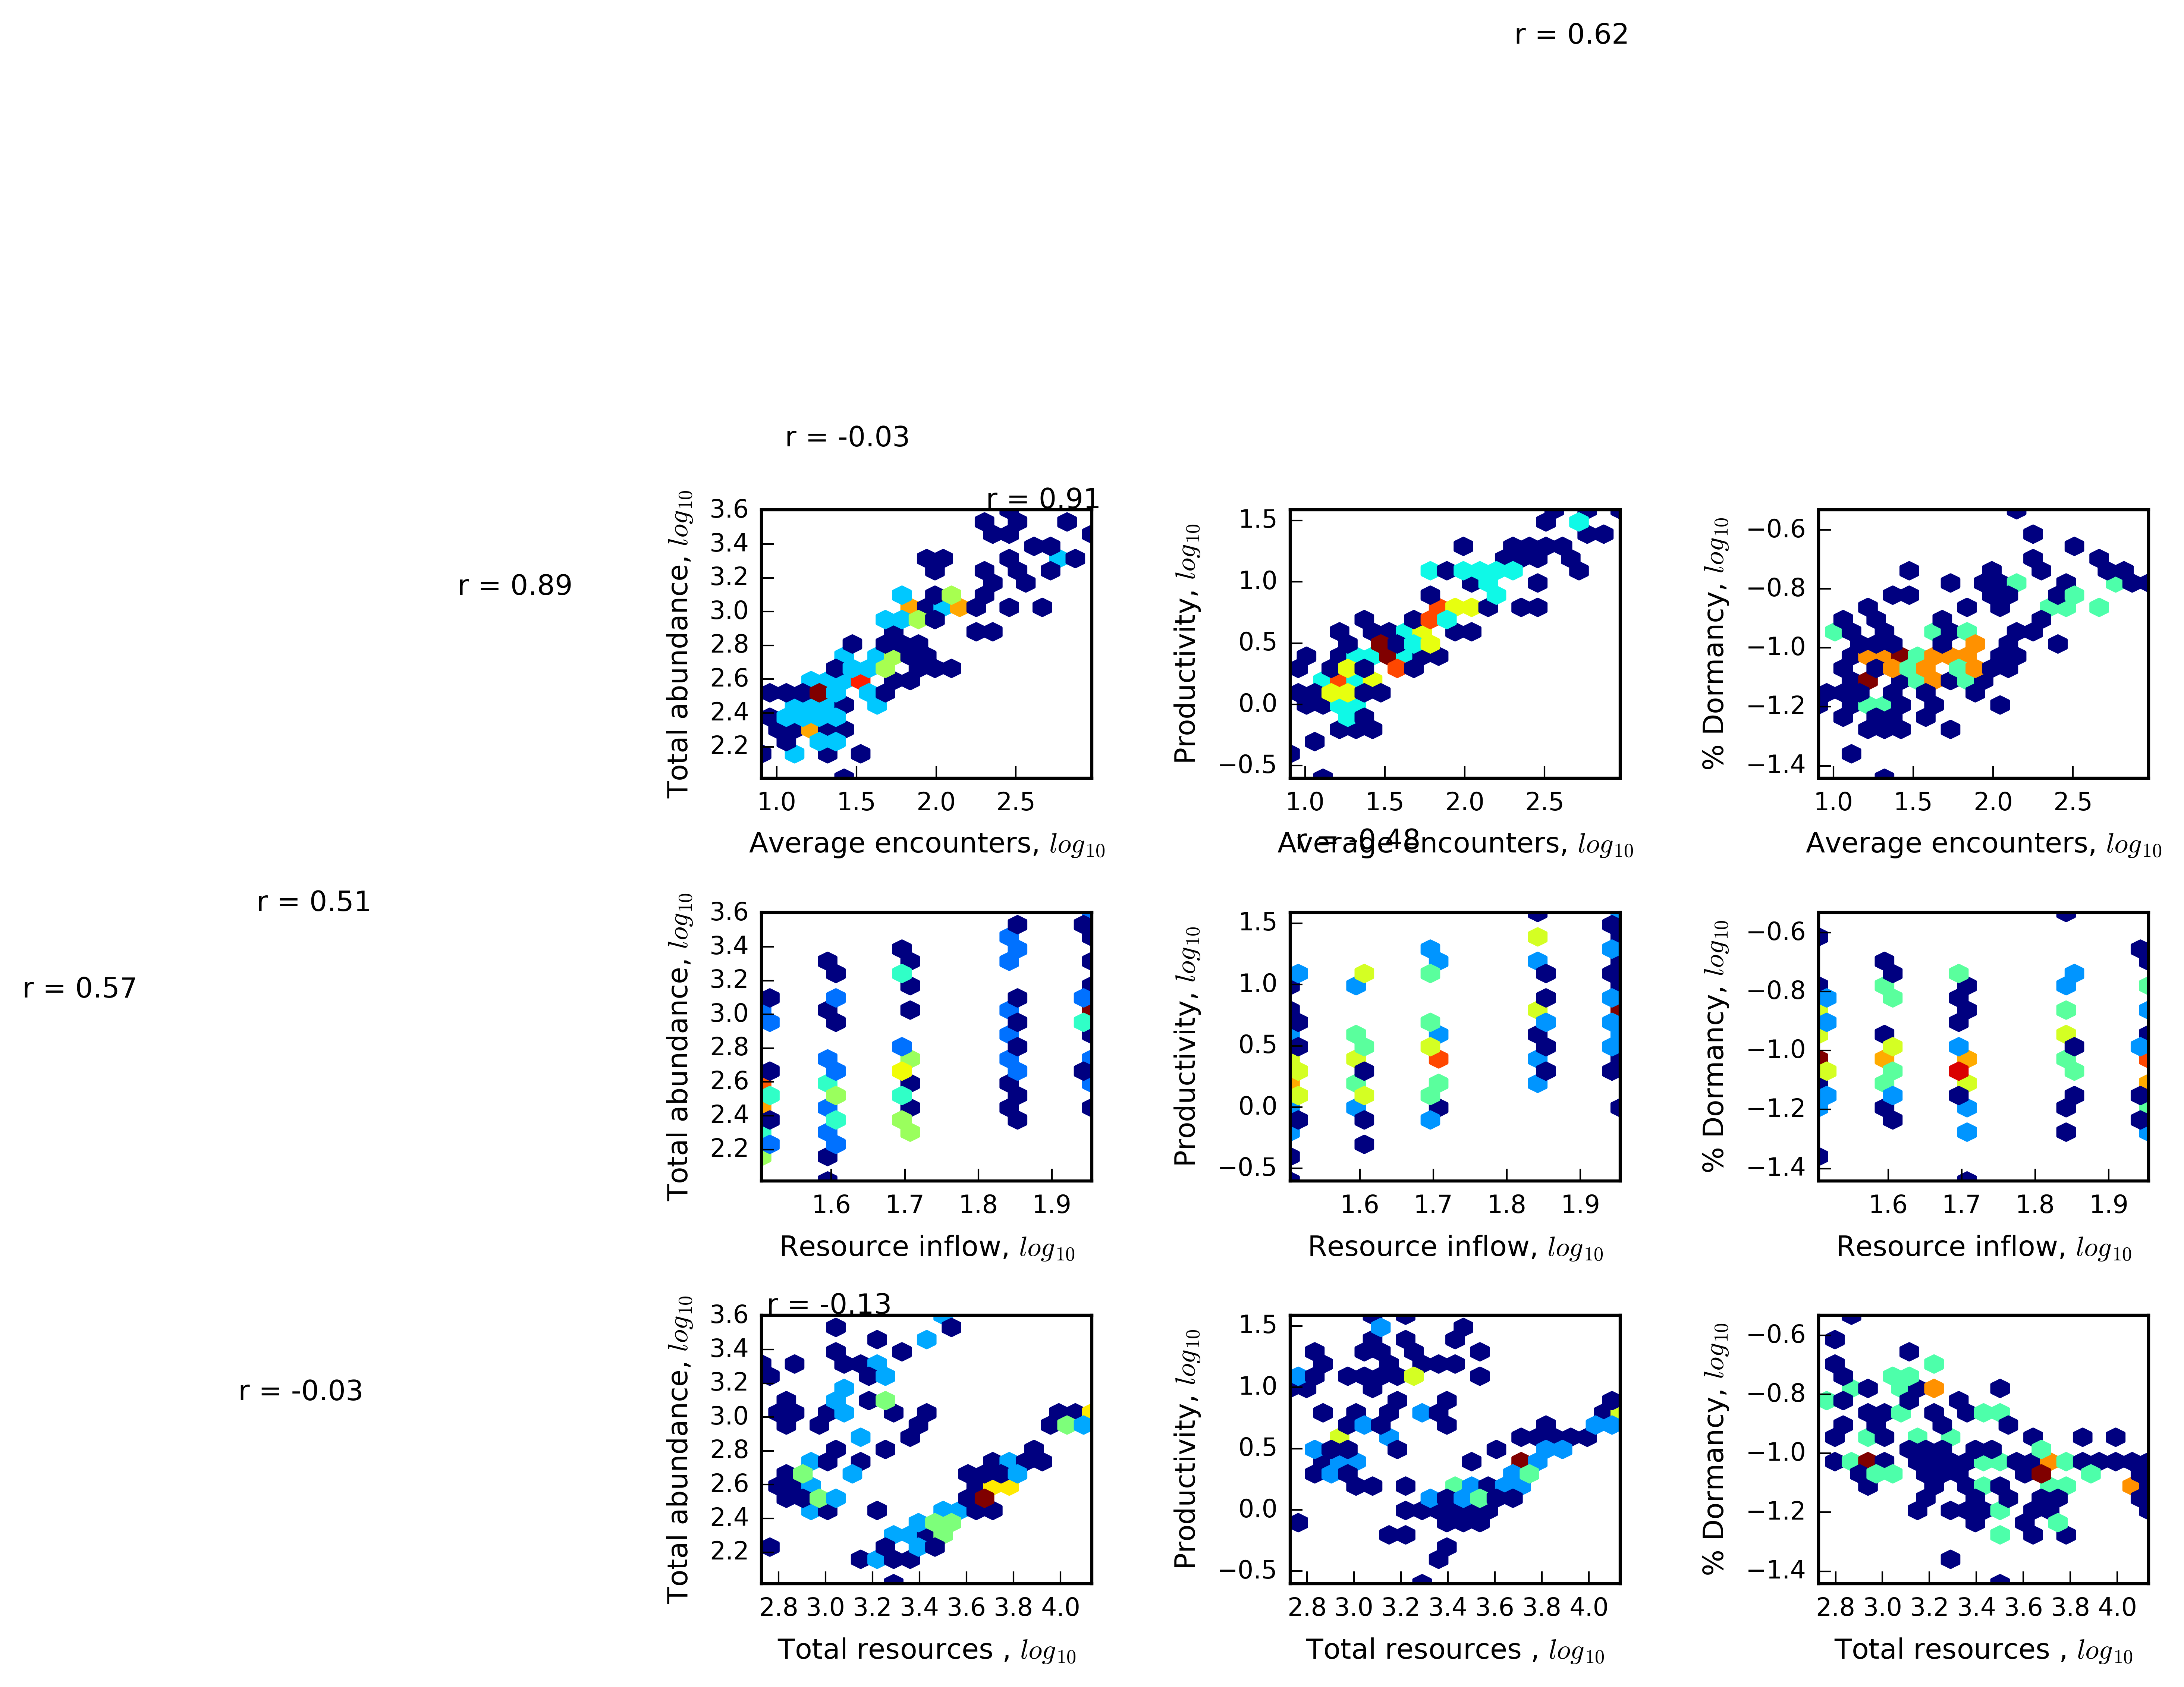 r = 0.62
r = -0.03
r = 0.91
r = 0.89
Total abundance, log10
3.6
3.4
3.2
3.0
2.8
2.6
2.4
2.2
1.0 1.5 2.0 2.5
Average encounters, log10
Productivity, log10
1.5
1.0
0.5
0.0
−0.5
1.0 1.5 2.0 2.5
Average encounters, log10
r = -0.48
% Dormancy, log10
−0.6
−0.8
−1.0
−1.2
−1.4
1.0 1.5 2.0 2.5
Average encounters, log10
r = 0.51
r = 0.57
Total abundance, log10
3.6
3.4
3.2
3.0
2.8
2.6
2.4
2.2
1.6 1.7 1.8 1.9
Resource inflow, log10
Productivity, log10
1.5
1.0
0.5
0.0
−0.5
1.6 1.7 1.8 1.9
Resource inflow, log10
% Dormancy, log10
−0.6
−0.8
−1.0
−1.2
−1.4
1.6 1.7 1.8 1.9
Resource inflow, log10
r = -0.13
r = -0.03
Total abundance, log10
3.6
3.4
3.2
3.0
2.8
2.6
2.4
2.2
2.8 3.0 3.2 3.4 3.6 3.8 4.0
Total resources , log10
Productivity, log10
1.5
1.0
0.5
0.0
−0.5
2.8 3.0 3.2 3.4 3.6 3.8 4.0
Total resources , log10
% Dormancy, log10
−0.6
−0.8
−1.0
−1.2
−1.4
2.8 3.0 3.2 3.4 3.6 3.8 4.0
Total resources , log10